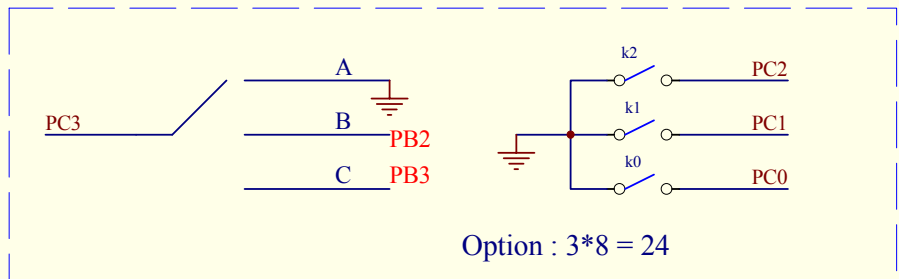 A
PC3
B
PB2
C
PB3
k2
PC2
k1
PC1
k0
PC0
Option : 3*8 = 24